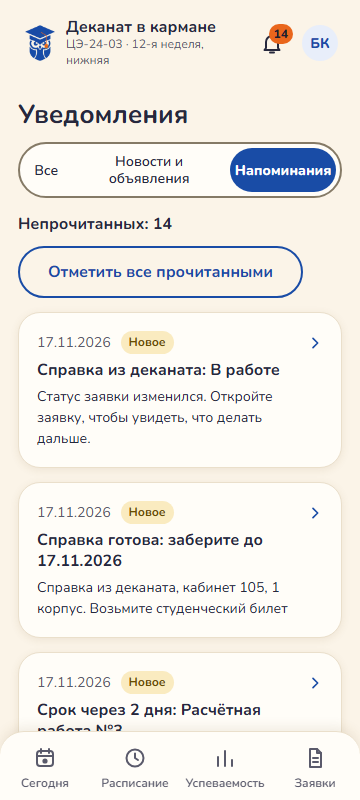 Деканат в кармане
ЦЭ-24-03 · 12-я неделя,
нижняя
14
БК
Уведомления
Все
Новости и
объявления
Напоминания
Непрочитанных: 14
Отметить все прочитанными
17.11.2026 Новое
Справка из деканата: В работе
Статус заявки изменился. Откройте
заявку, чтобы увидеть, что делать
дальше.
17.11.2026 Новое
Справка готова: заберите до
17.11.2026
Справка из деканата, кабинет 105, 1
корпус. Возьмите студенческий билет
17.11.2026 Новое
Срок через 2 дня: Расчётная
работа №3
Сегодня
Расписание
Успеваемость
Заявки